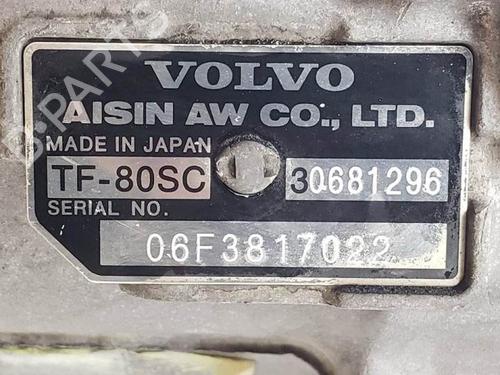 VOLVO
AISIN AW CO., LTD.
MADE IN JAPAN
TF-80SC 30681296
SERIAL NO.
06F3817022